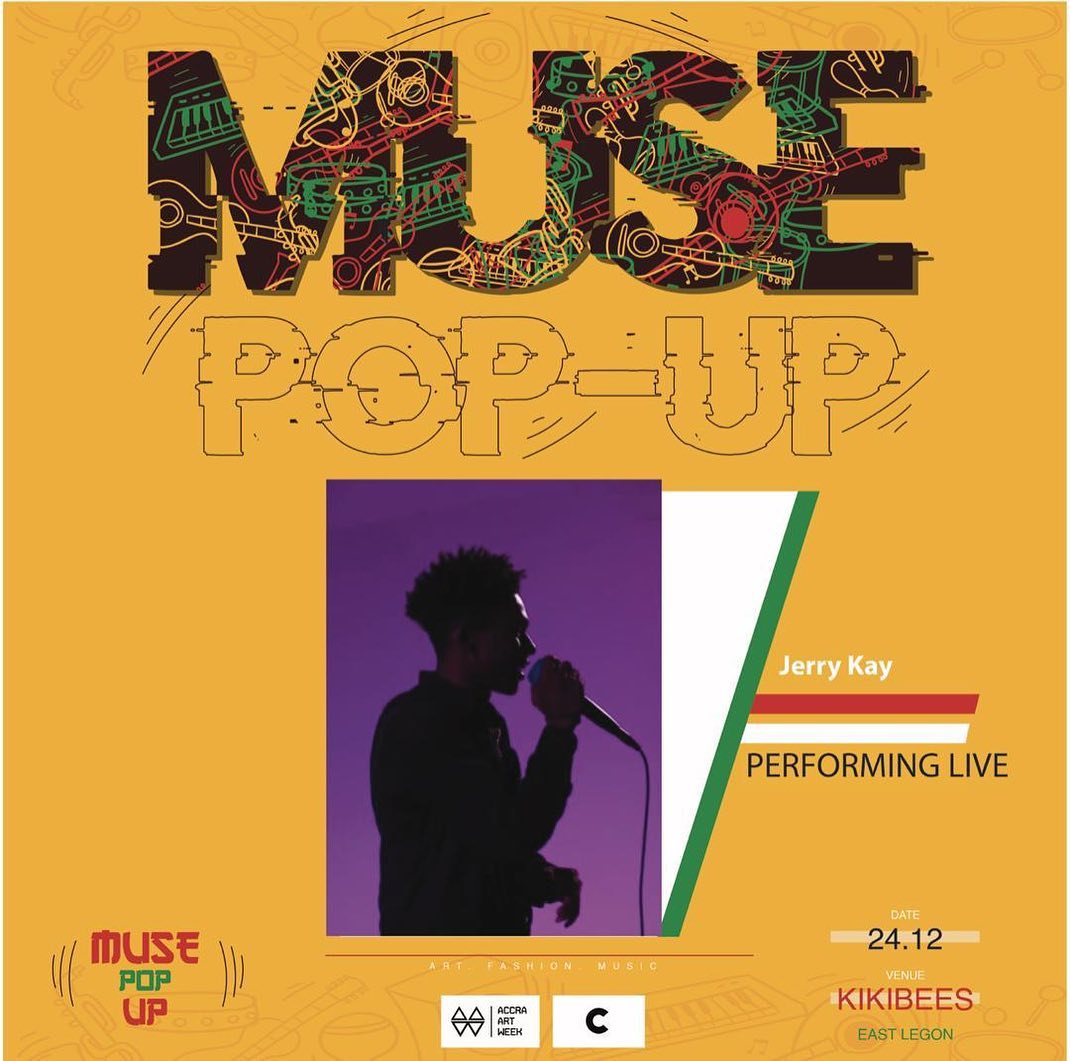 MUSE
POP-UP
Jerry Kay
PERFORMING LIVE
DATE
24.12
VENUE
KIKIBEES
EAST LEGON
MUSE
POP
UP
ART. FASHION. MUSIC
ACCRA
ART
WEEK
C